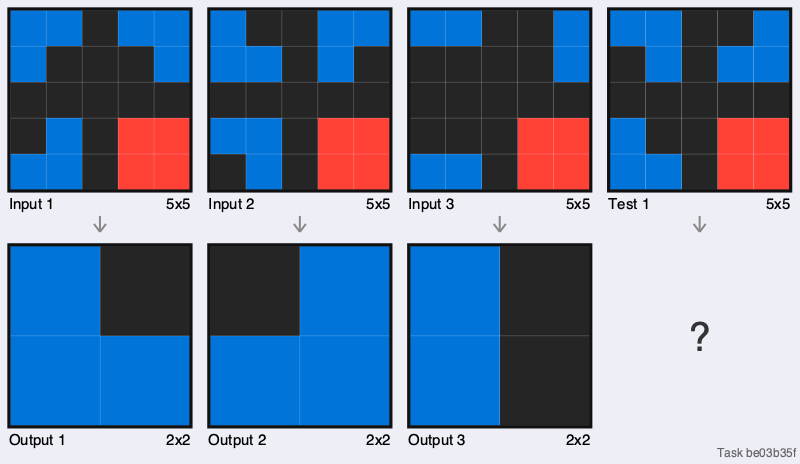 Input 1 5x5 Input 2 5x5 Input 3 5x5 Test 1 5x5
?
Output 1 2x2 Output 2 2x2 Output 3 2x2
Task be03b35f